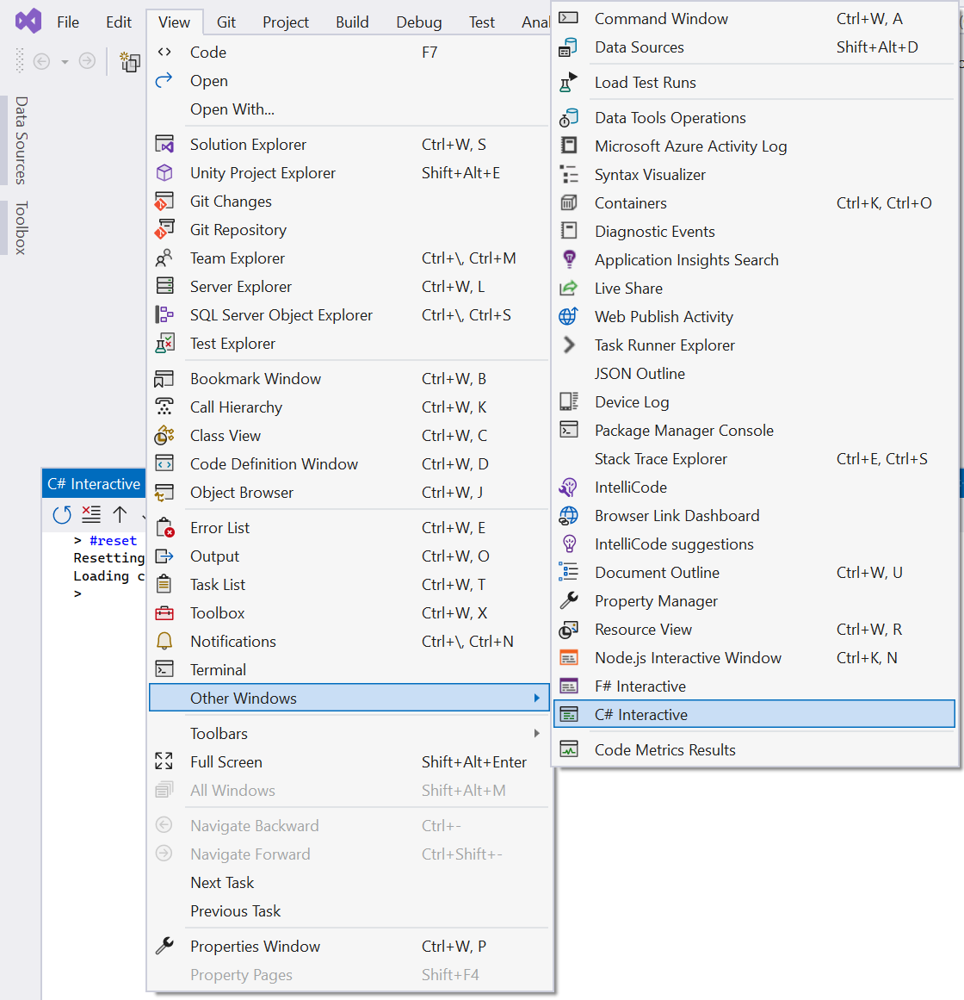 File Edit View Git Project Build Debug Test
Data Sources
Toolbox
Code F7
Open
Open With...
Solution Explorer Ctrl+W, S
Unity Project Explorer Shift+Alt+E
Git Changes
Git Repository
Team Explorer Ctrl+\, Ctrl+M
Server Explorer Ctrl+W, L
SQL Server Object Explorer Ctrl+\, Ctrl+S
Test Explorer
Bookmark Window Ctrl+W, B
Call Hierarchy Ctrl+W, K
Class View Ctrl+W, C
Code Definition Window Ctrl+W, D
Object Browser Ctrl+W, J
Error List Ctrl+W, E
Output Ctrl+W, O
Task List Ctrl+W, T
Toolbox Ctrl+W, X
Notifications Ctrl+\, Ctrl+N
Terminal
Other Windows
Toolbars
Full Screen Shift+Alt+Enter
All Windows Shift+Alt+M
Navigate Backward Ctrl+-
Navigate Forward Ctrl+Shift+-
Next Task
Previous Task
Properties Window Ctrl+W, P
Property Pages Shift+F4
Command Window Ctrl+W, A
Data Sources Shift+Alt+D
Load Test Runs
Data Tools Operations
Microsoft Azure Activity Log
Syntax Visualizer
Containers Ctrl+K, Ctrl+O
Diagnostic Events
Application Insights Search
Live Share
Web Publish Activity
Task Runner Explorer
JSON Outline
Device Log
Package Manager Console
Stack Trace Explorer Ctrl+E, Ctrl+S
IntelliCode
Browser Link Dashboard
IntelliCode suggestions
Document Outline Ctrl+W, U
Property Manager
Resource View Ctrl+W, R
Node.js Interactive Window Ctrl+K, N
F# Interactive
C# Interactive
Code Metrics Results
C# Interactive
> #reset
Resetting
Loading c
>